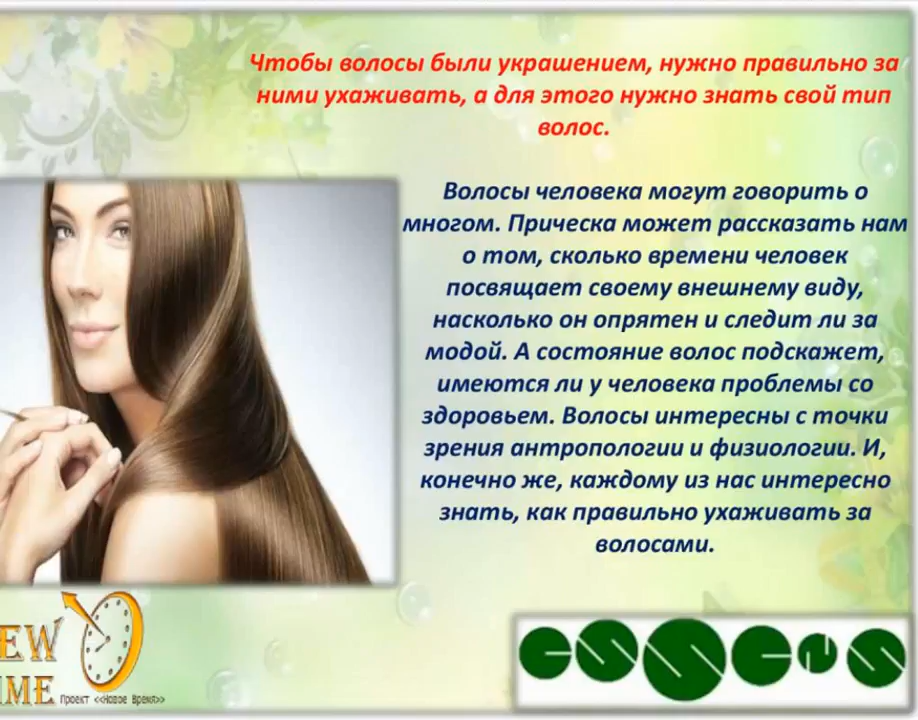 Чтобы волосы были украшением, нужно правильно за
ними ухаживать, а для этого нужно знать свой тип
волос.
Волосы человека могут говорить о
многом. Прическа может рассказать нам
о том, сколько времени человек
посвящает своему внешнему виду,
насколько он опрятен и следит ли за
модой. А состояние волос подскажет,
имеются ли у человека проблемы со
здоровьем. Волосы интересны с точки
зрения антропологии и физиологии. И,
конечно же, каждому из нас интересно
знать, как правильно ухаживать за
волосами.
EW
IME Проект <<Новое Время>>
essens